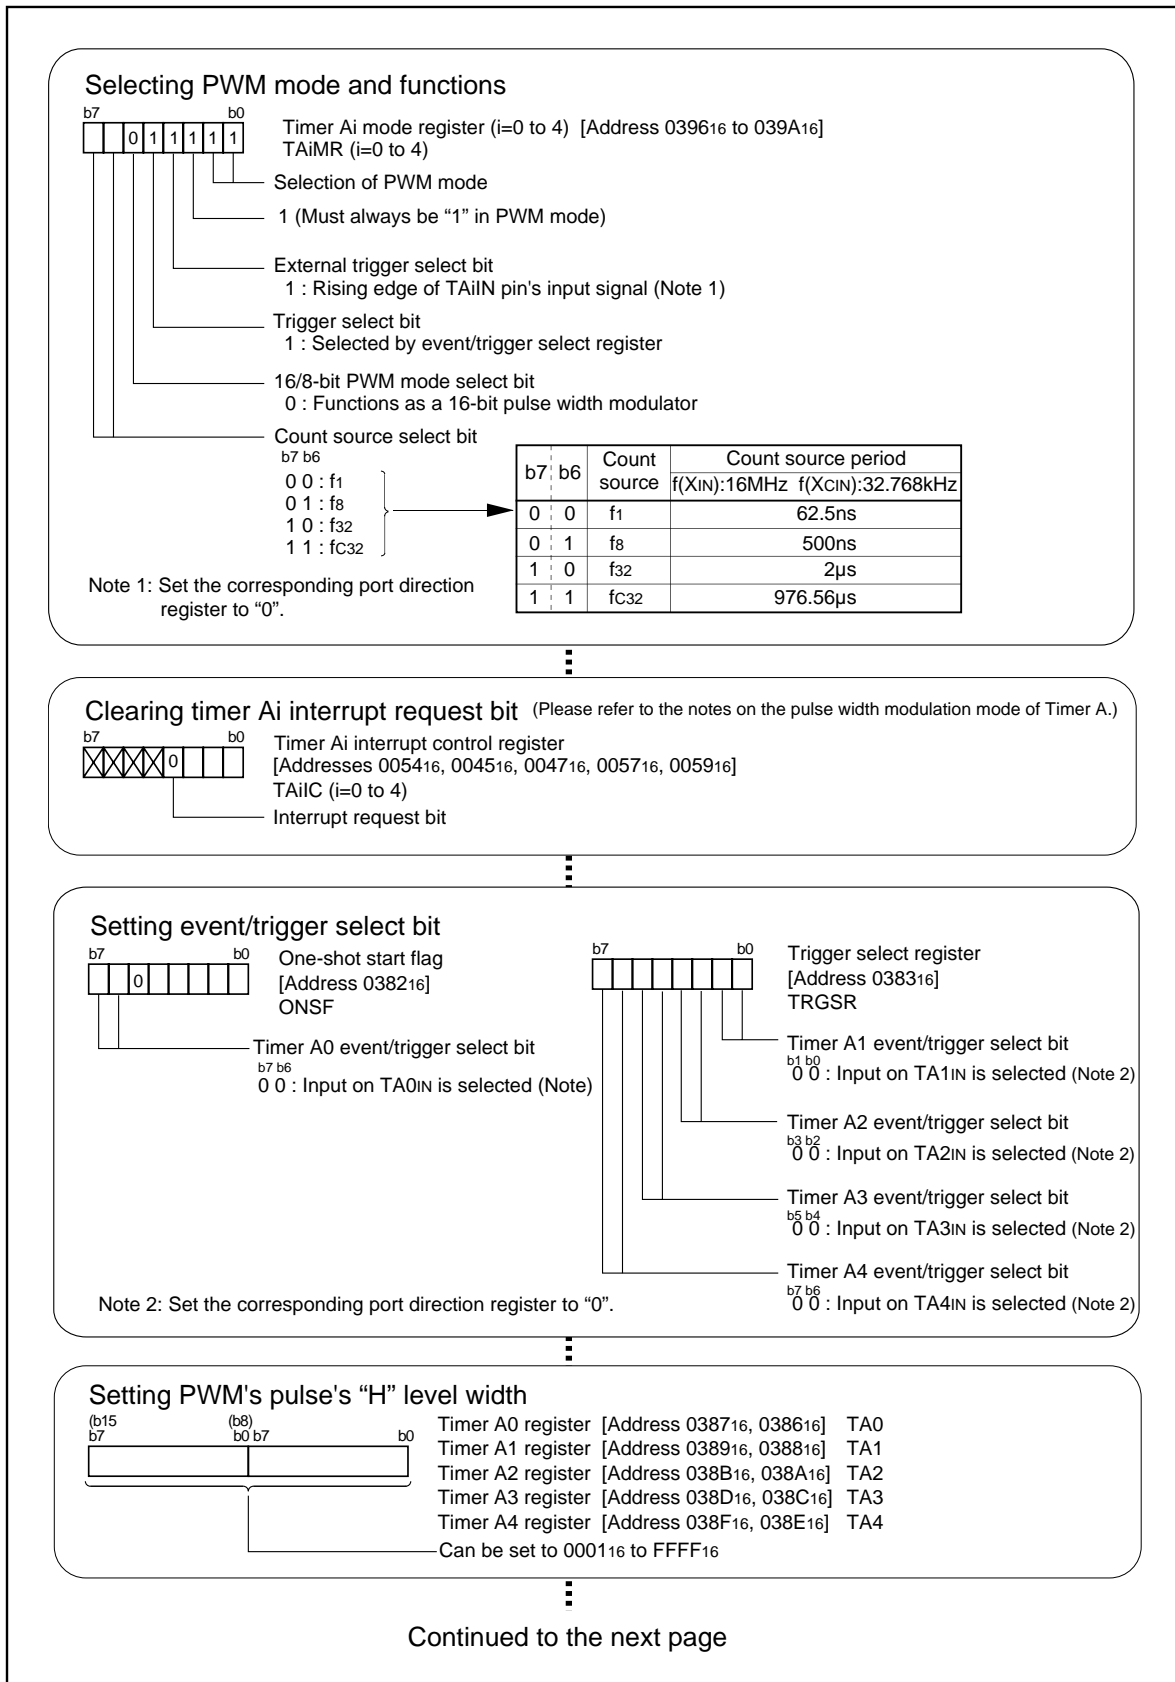 Selecting PWM mode and functions
b7 b0
0 1 1 1 1 1
Timer Ai mode register (i=0 to 4) [Address 039616 to 039A16]
TAiMR (i=0 to 4)
Selection of PWM mode
1 (Must always be “1” in PWM mode)
External trigger select bit
1 : Rising edge of TAiIN pin's input signal (Note 1)
Trigger select bit
1 : Selected by event/trigger select register
16/8-bit PWM mode select bit
0 : Functions as a 16-bit pulse width modulator
Count source select bit
b7 b6
0 0 : f1
0 1 : f8
1 0 : f32
1 1 : fC32
b7 b6 Count source Count source period
f(XIN):16MHz f(XCIN):32.768kHz
0 0 f1 62.5ns
0 1 f8 500ns
1 0 f32 2µs
1 1 fC32 976.56µs
Note 1: Set the corresponding port direction
register to “0”.
Clearing timer Ai interrupt request bit (Please refer to the notes on the pulse width modulation mode of Timer A.)
b7 b0
0
Timer Ai interrupt control register
[Addresses 005416, 004516, 004716, 005716, 005916]
TAiIC (i=0 to 4)
Interrupt request bit
Setting event/trigger select bit
b7 b0
0
One-shot start flag
[Address 038216]
ONSF
Timer A0 event/trigger select bit
b7 b6
0 0 : Input on TA0IN is selected (Note)
b7 b0
Trigger select register
[Address 038316]
TRGSR
Timer A1 event/trigger select bit
b1 b0
0 0 : Input on TA1IN is selected (Note 2)
Timer A2 event/trigger select bit
b3 b2
0 0 : Input on TA2IN is selected (Note 2)
Timer A3 event/trigger select bit
b5 b4
0 0 : Input on TA3IN is selected (Note 2)
Timer A4 event/trigger select bit
b7 b6
0 0 : Input on TA4IN is selected (Note 2)
Note 2: Set the corresponding port direction register to “0”.
Setting PWM's pulse's “H” level width
(b15 (b8)
b7 b0 b7 b0
Timer A0 register [Address 038716, 038616] TA0
Timer A1 register [Address 038916, 038816] TA1
Timer A2 register [Address 038B16, 038A16] TA2
Timer A3 register [Address 038D16, 038C16] TA3
Timer A4 register [Address 038F16, 038E16] TA4
Can be set to 000116 to FFFF16
Continued to the next page